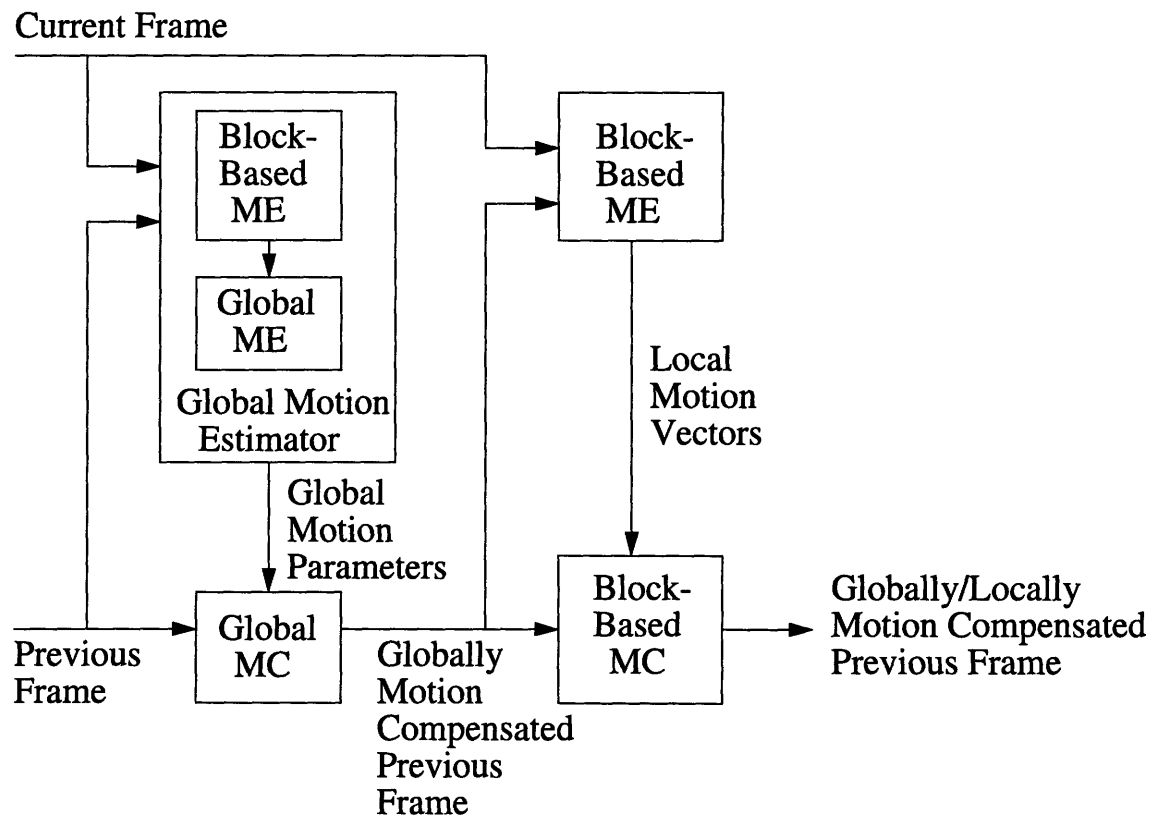 Current Frame
Block-
Based
ME
Global
ME
Global Motion
Estimator
Block-
Based
ME
Local
Motion
Vectors
Global
Motion
Parameters
Previous
Frame
Global
MC
Globally
Motion
Compensated
Previous
Frame
Block-
Based
MC
Globally/Locally
Motion Compensated
Previous Frame